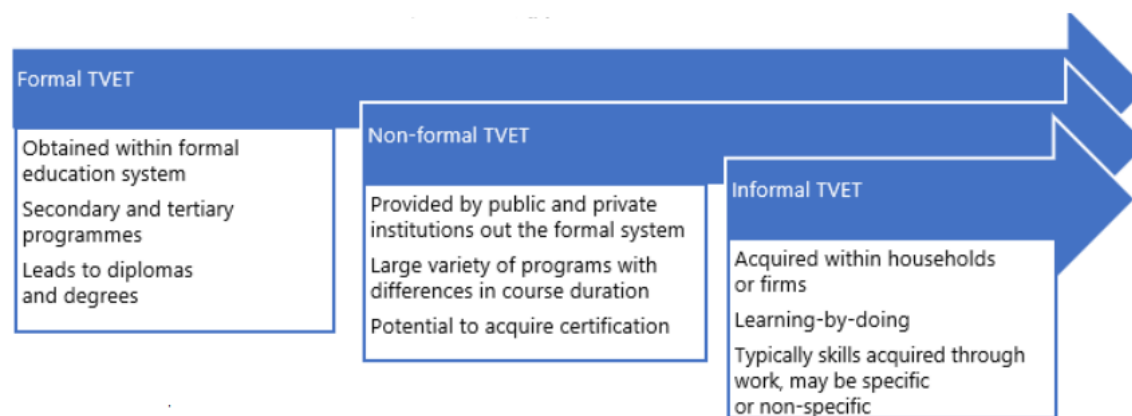 Formal TVET
Obtained within formal
education system
Secondary and tertiary
programmes
Leads to diplomas
and degrees
Non-formal TVET
Provided by public and private
institutions out the formal system
Large variety of programs with
differences in course duration
Potential to acquire certification
Informal TVET
Acquired within households
or firms
Learning-by-doing
Typically skills acquired through
work, may be specific
or non-specific